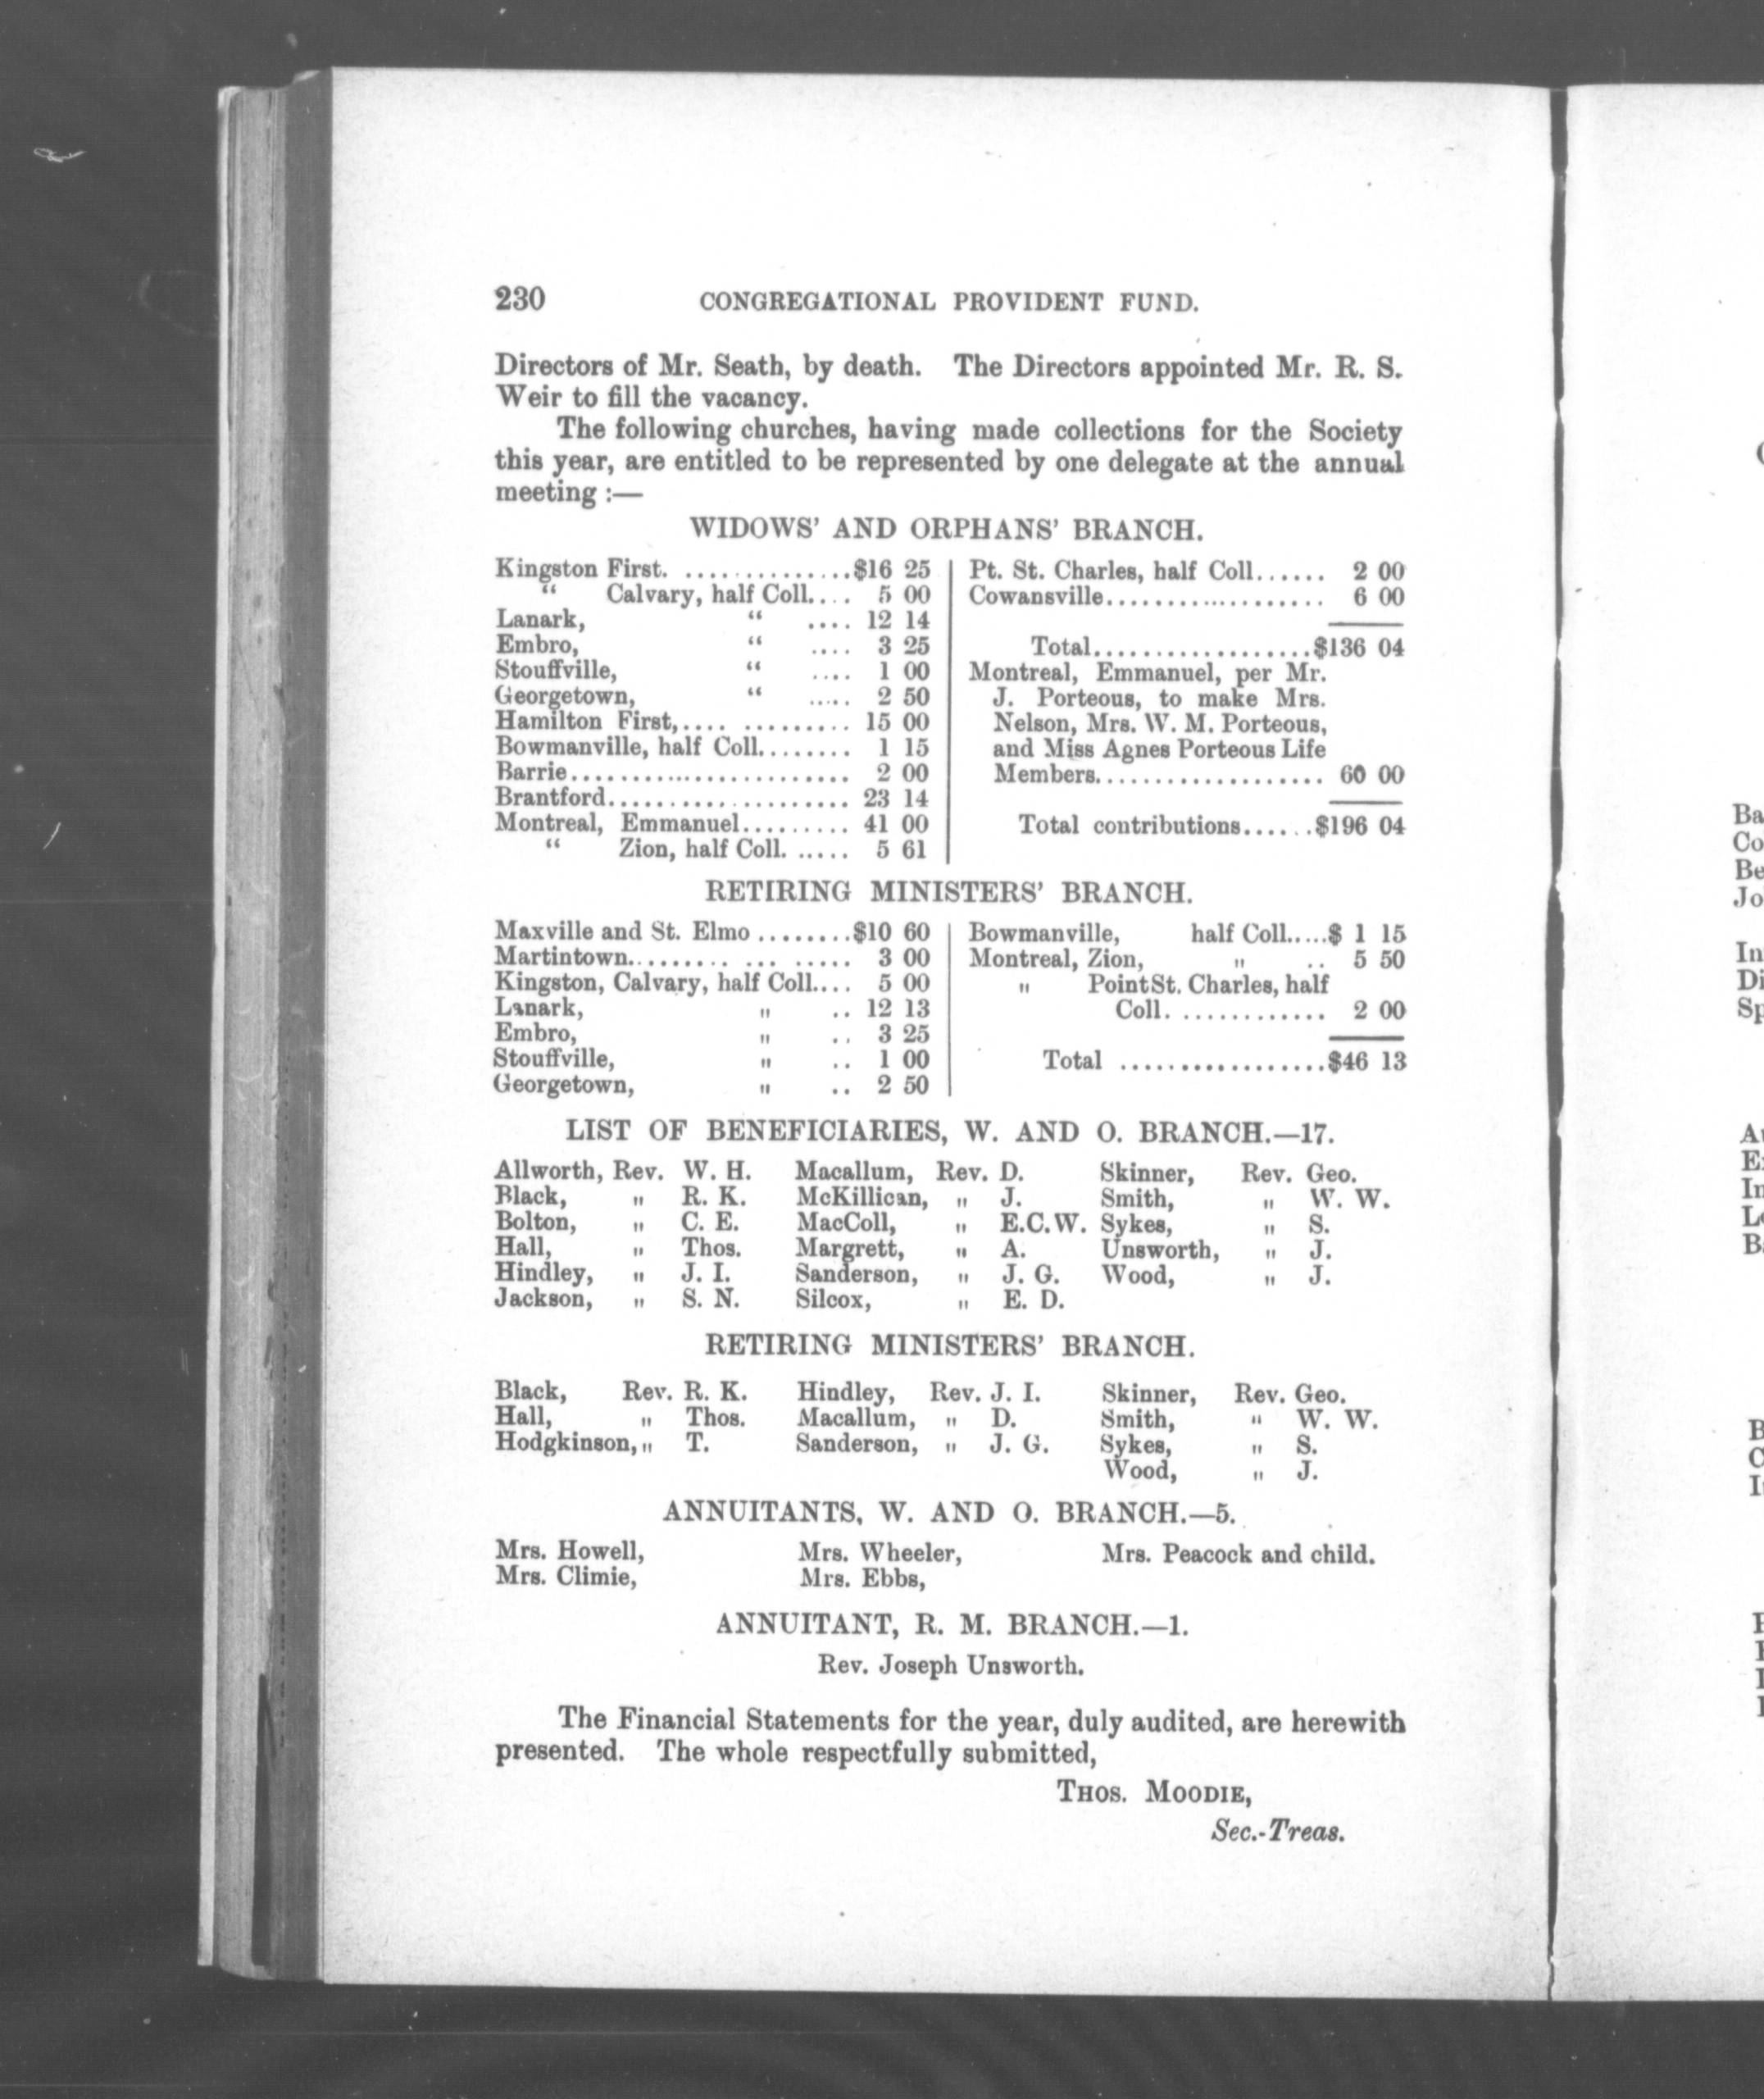 230 CONGREGATIONAL PROVIDENT FUND.
Directors of Mr. Seath, by death. The Directors appointed Mr. R. S.
Weir to fill the vacancy.
The following churches, having made collections for the Society
this year, are entitled to be represented by one delegate at the annual
meeting :—
WIDOWS' AND ORPHANS' BRANCH.
Kingston First. ...............$16 25
“ Calvary, half Coll.... 5 00
Lanark, “ .... 12 14
Embro, “ .... 3 25
Stouffville, “ .... 1 00
Georgetown, “ ..... 2 50
Hamilton First,.... ......... 15 00
Bowmanville, half Coll........ 1 15
Barrie........................ 2 00
Brantford.................... 23 14
Montreal, Emmanuel......... 41 00
“ Zion, half Coll. ..... 5 61
Pt. St. Charles, half Coll...... 2 00
Cowansville................... 6 00
Total...................$136 04
Montreal, Emmanuel, per Mr.
J. Porteous, to make Mrs.
Nelson, Mrs. W. M. Porteous,
and Miss Agnes Porteous Life
Members................... 60 00
Total contributions......$196 04
RETIRING MINISTERS' BRANCH.
Maxville and St. Elmo ........$10 60
Martintown......... ... ..... 3 00
Kingston, Calvary, half Coll.... 5 00
Lanark, " .. 12 13
Embro, " .. 3 25
Stouffville, " .. 1 00
Georgetown, " .. 2 50
Bowmanville, half Coll.....$ 1 15
Montreal, Zion, " .. 5 50
" Point St. Charles, half
Coll. ............ 2 00
Total ..................$46 13
LIST OF BENEFICIARIES, W. AND O. BRANCH.—17.
Allworth, Rev. W. H. Macallum, Rev. D. Skinner, Rev. Geo.
Black, " R. K. McKillican, " J. Smith, " W. W.
Bolton, " C. E. MacColl, " E.C.W. Sykes, " S.
Hall, " Thos. Margrett, " A. Unsworth, " J.
Hindley, " J. I. Sanderson, " J. G. Wood, " J.
Jackson, " S. N. Silcox, " E. D.
RETIRING MINISTERS' BRANCH.
Black, Rev. R. K. Hindley, Rev. J. I. Skinner, Rev. Geo.
Hall, " Thos. Macallum, " D. Smith, " W. W.
Hodgkinson, " T. Sanderson, " J. G. Sykes, " S.
Wood, " J.
ANNUITANTS, W. AND O. BRANCH.—5.
Mrs. Howell, Mrs. Wheeler, Mrs. Peacock and child.
Mrs. Climie, Mrs. Ebbs,
ANNUITANT, R. M. BRANCH.—1.
Rev. Joseph Unsworth.
The Financial Statements for the year, duly audited, are herewith
presented. The whole respectfully submitted,
THOS. MOODIE,
Sec.-Treas.